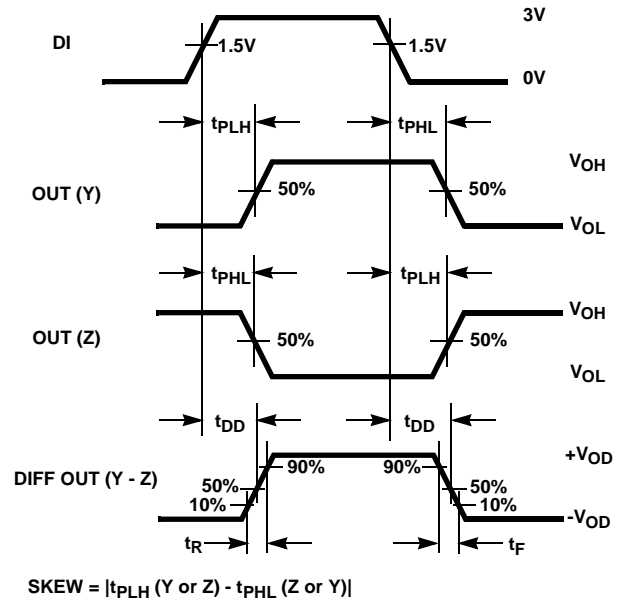 3V
DI
1.5V
1.5V
0V
tPLH
tPHL
VOH
OUT (Y)
50%
50%
VOL
tPHL
tPLH
VOH
OUT (Z)
50%
50%
VOL
tDD
tDD
+VOD
DIFF OUT (Y - Z)
90%
90%
50%
50%
10%
10%
-VOD
tR
tF
SKEW = |tPLH (Y or Z) - tPHL (Z or Y)|